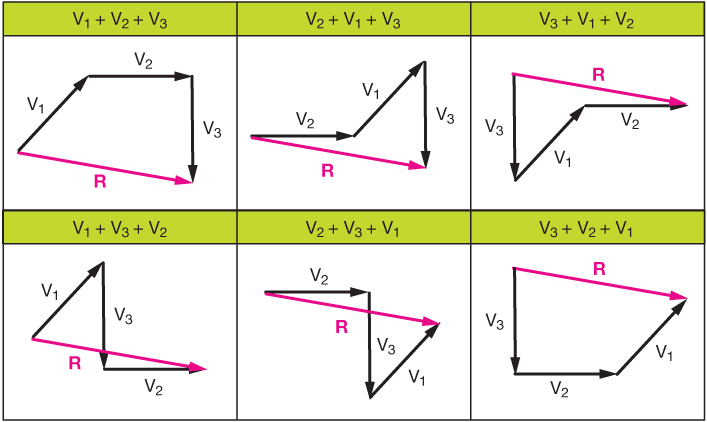 V₁ + V₂ + V₃
V₂ + V₁ + V₃
V₃ + V₁ + V₂
V₁
V₂
V₃
R
V₂
V₁
V₃
R
V₃
V₁
V₂
R
V₁ + V₃ + V₂
V₂ + V₃ + V₁
V₃ + V₂ + V₁
V₁
V₃
R
V₂
V₂
R
V₃
V₁
R
V₃
V₂
V₁